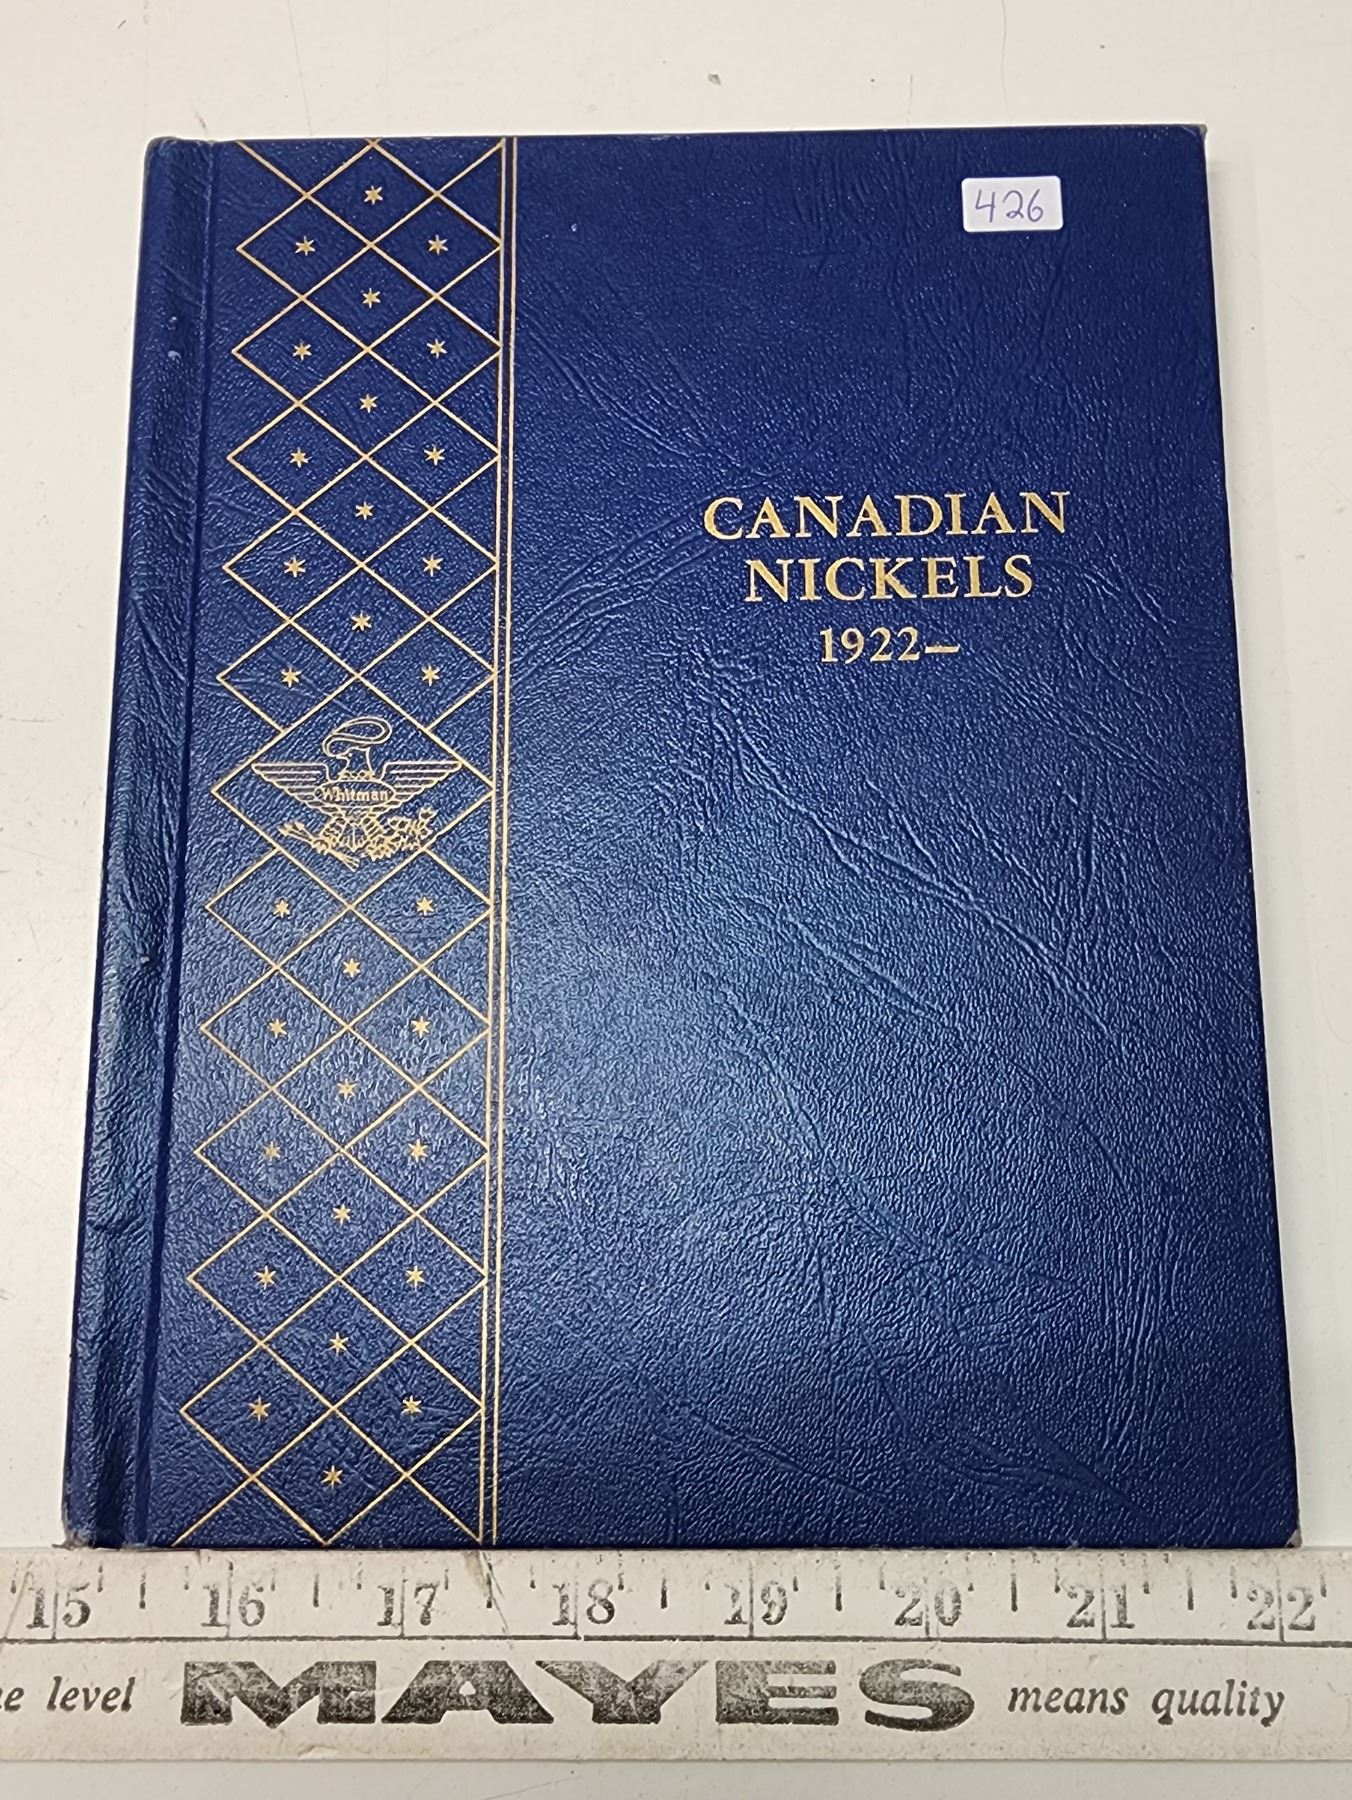 426
CANADIAN
NICKELS
1922—
Whitman
15 16 17 18 19 20 21 22
e level MAYES means quality